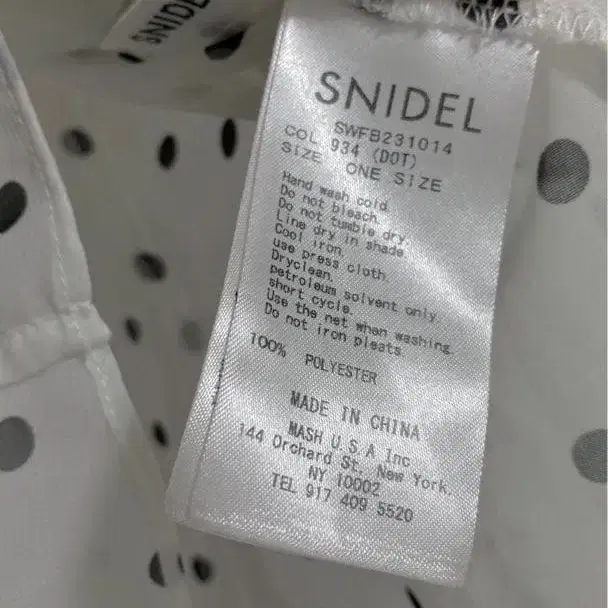 SNIDEL
SNIDEL
SWFB231014
COL 934 (DOT)
SIZE ONE SIZE
Hand wash cold.
Do not bleach.
Do not tumble dry.
Line dry in shade
Cool iron.
use press cloth.
Dryclean.
petroleum solvent only.
short cycle.
Use the net when washing.
Do not iron pleats.
100% POLYESTER
MADE IN CHINA
MASH U.S.A Inc
144 Orchard St. New York.
NY 10002
TEL 917 409 5520